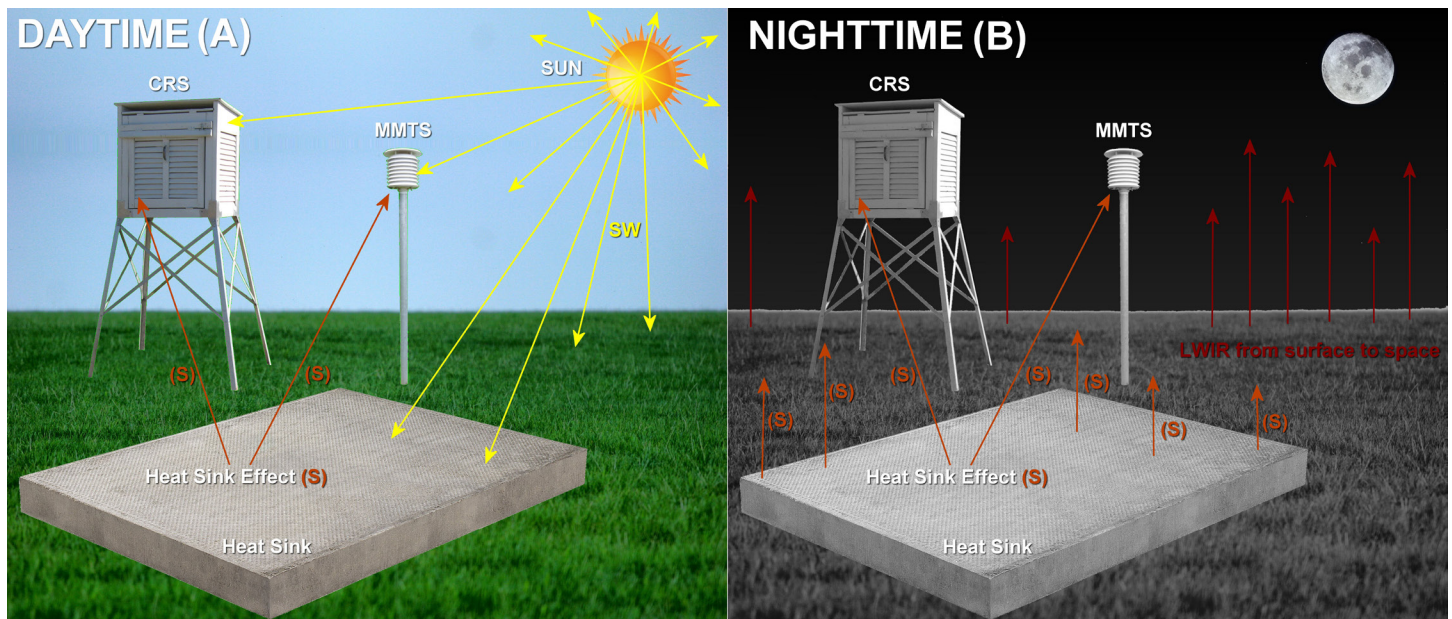 DAYTIME (A)
SUN
CRS
MMTS
SW
(S)
(S)
Heat Sink Effect (S)
Heat Sink
NIGHTTIME (B)
CRS
MMTS
LWIR from surface to space
(S)
(S)
(S)
(S)
(S)
(S)
(S)
Heat Sink Effect (S)
Heat Sink